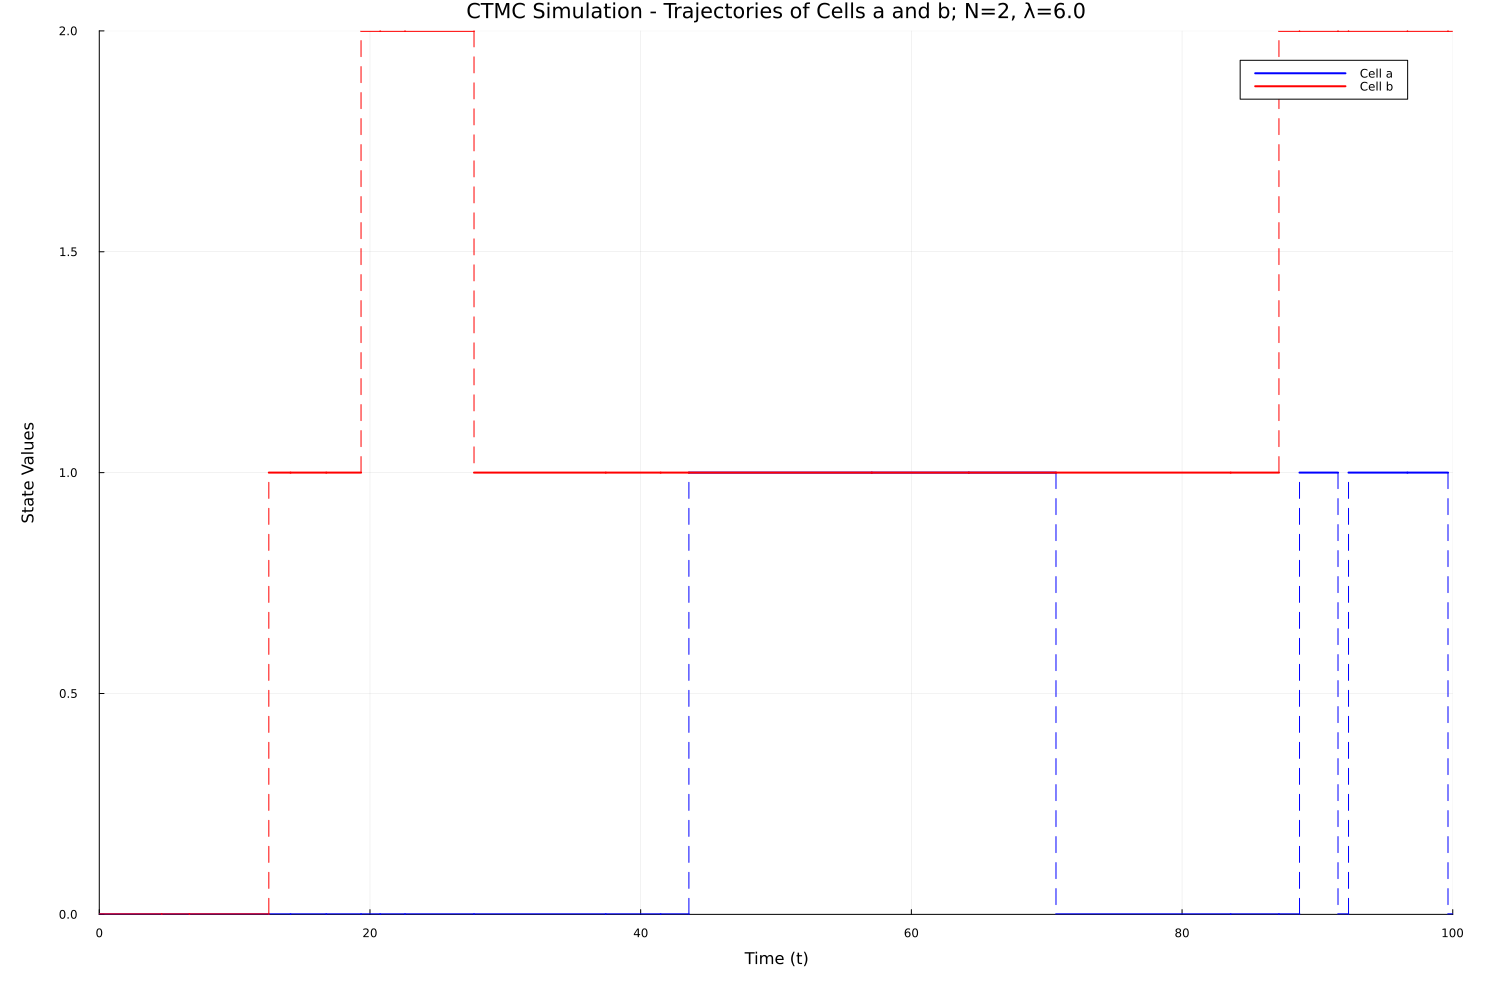 CTMC Simulation - Trajectories of Cells a and b; N=2, λ=6.0
2.0
Cell a
Cell b
1.5
State Values
1.0
0.5
0.0
0 20 40 60 80 100
Time (t)